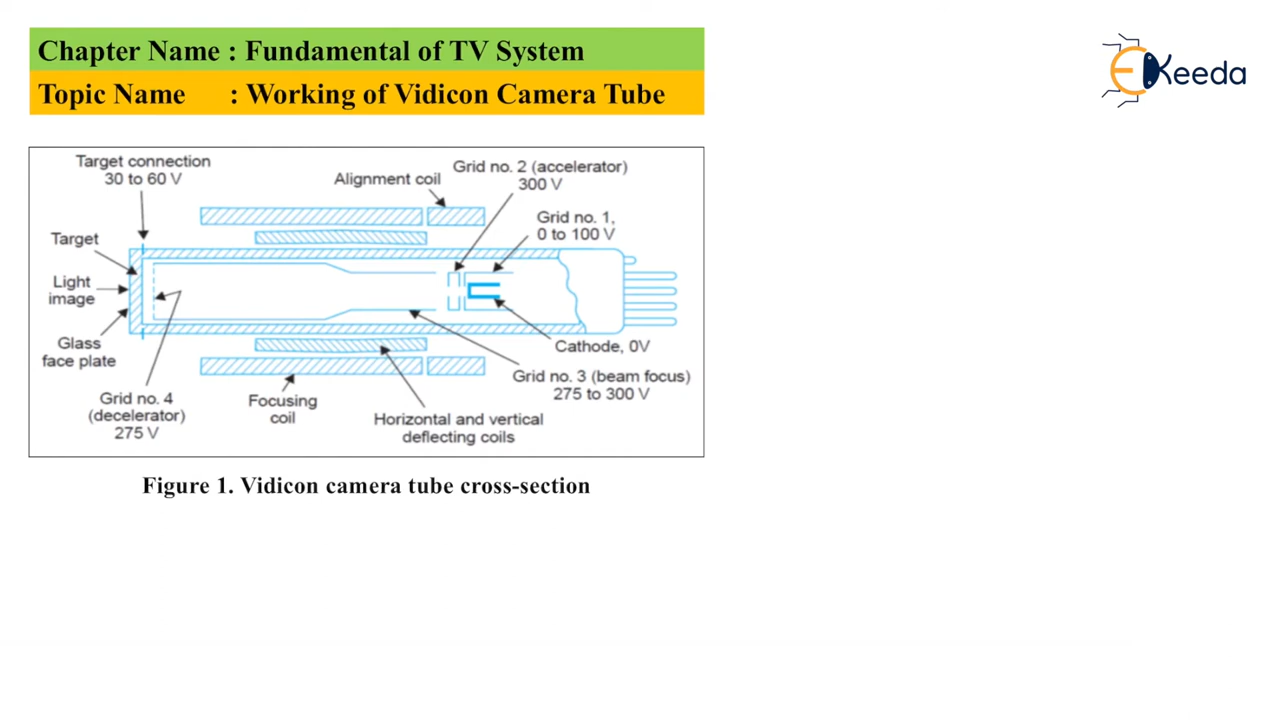 Chapter Name : Fundamental of TV System
Topic Name : Working of Vidicon Camera Tube
EKeeda
Target connection
30 to 60 V
Alignment coil
Grid no. 2 (accelerator)
300 V
Grid no. 1,
0 to 100 V
Target
Light
image
Glass
face plate
Grid no. 4
(decelerator)
275 V
Focusing
coil
Horizontal and vertical
deflecting coils
Cathode, 0V
Grid no. 3 (beam focus)
275 to 300 V
Figure 1. Vidicon camera tube cross-section